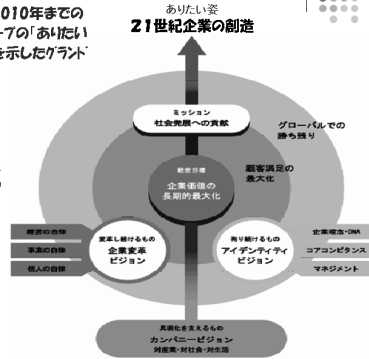 010年までの
ープの「ありたい
を示したグランド
ありたい姿
21世紀企業の創造
ミッション
社会発展への貢献
グローバルでの
勝ち残り
顧客満足の
最大化
経営目標
企業価値の
長期的最大化
経営の自律
事業の自律
個人の自律
変革し続けるもの
企業変革
ビジョン
光り続けるもの
アイデンティティ
ビジョン
企業理念・DNA
コアコンピタンス
マネジメント
具現化を支えるもの
カンパニービジョン
対産業・対社会・対生活